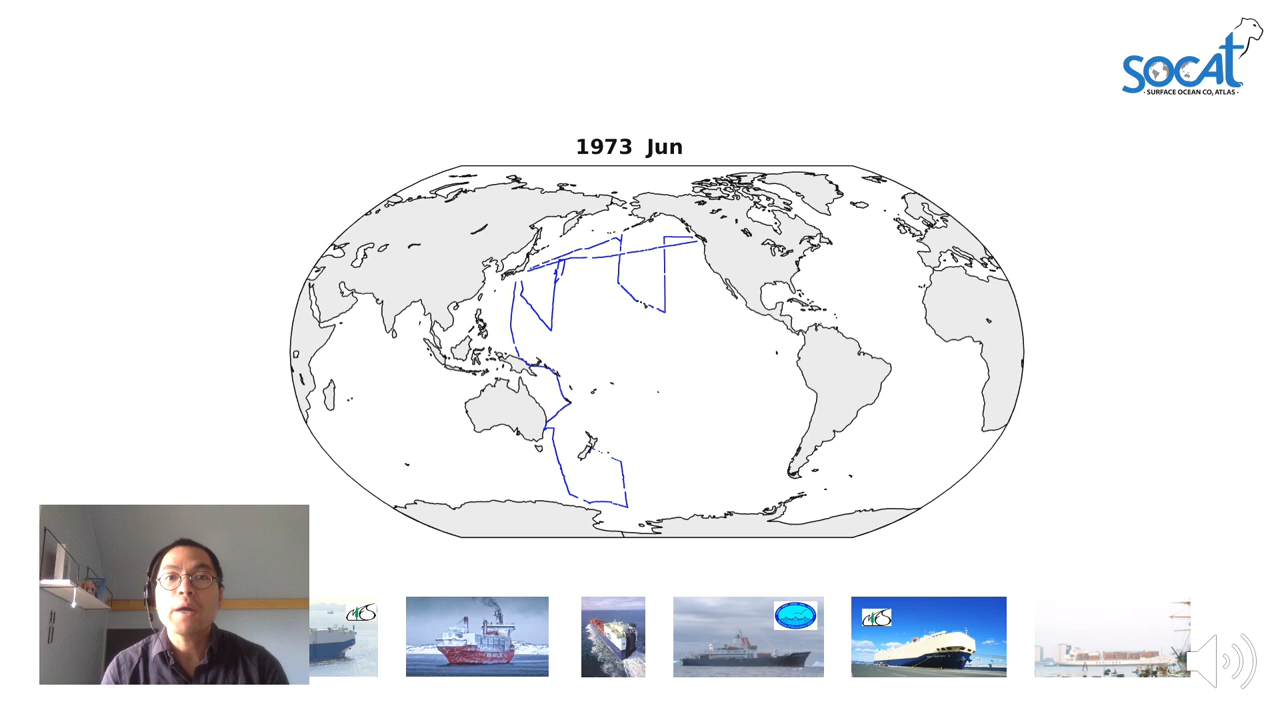 SOCAt
· SURFACE OCEAN CO₂ ATLAS ·
1973 Jun